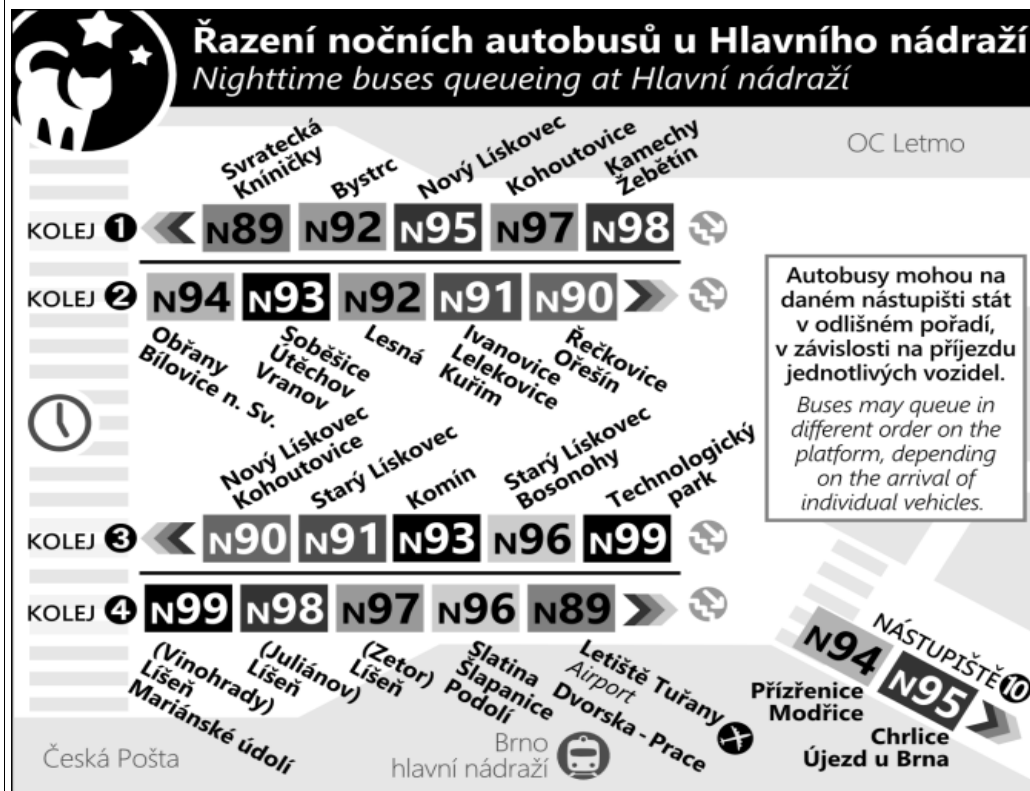 Řazení nočních autobusů u Hlavního nádraží
Nighttime buses queueing at Hlavní nádraží
OC Letmo
Svratecká
Kníničky
Bystrc
Nový Lískovec
Kohoutovice
Kamechy
Žebětín
KOLEJ 1 N89 N92 N95 N97 N98
KOLEJ 2 N94 N93 N92 N91 N90
Obřany
Bílovice n. Sv.
Soběšice
Útěchov
Vranov
Lesná
Ivanovice
Lelekovice
Kuřim
Řečkovice
Ořešín
Autobusy mohou na
daném nástupišti stát
v odlišném pořadí,
v závislosti na příjezdu
jednotlivých vozidel.
Buses may queue in
different order on the
platform, depending
on the arrival of
individual vehicles.
Nový Lískovec
Kohoutovice
Starý Lískovec
Komín
Starý Lískovec
Bosonohy
Technologický
park
KOLEJ 3 N90 N91 N93 N96 N99
KOLEJ 4 N99 N98 N97 N96 N89
(Vinohrady)
Líšeň
Mariánské údolí
(Juliánov)
Líšeň
(Zetor)
Líšeň
Slatina
Šlapanice
Podolí
Letiště Tuřany
Airport
Dvorska - Prace
NÁSTUPIŠTĚ 10
N94 N95
Přízřenice
Modřice
Chrlice
Újezd u Brna
Česká Pošta
Brno
hlavní nádraží